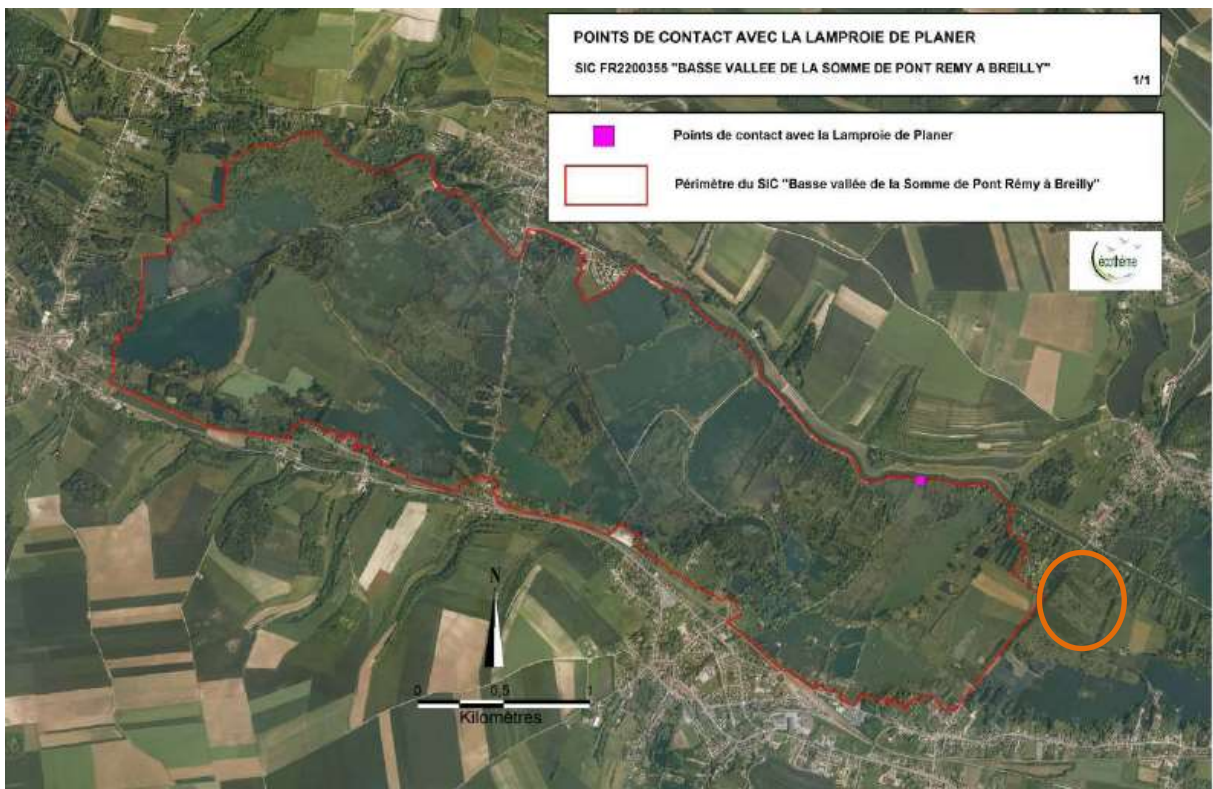 POINTS DE CONTACT AVEC LA LAMPROIE DE PLANER
SIC FR2200355 "BASSE VALLEE DE LA SOMME DE PONT REMY A BREILLY"
1/1
Points de contact avec la Lamproie de Planer
Périmètre du SIC "Basse vallée de la Somme de Pont Rémy à Breilly"
écothème
N
0 0,5 1
Kilomètres